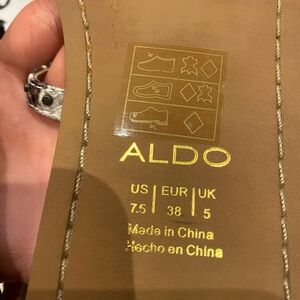 ALDO
US | EUR | UK
7.5 | 38 | 5
Made in China
Hecho en China